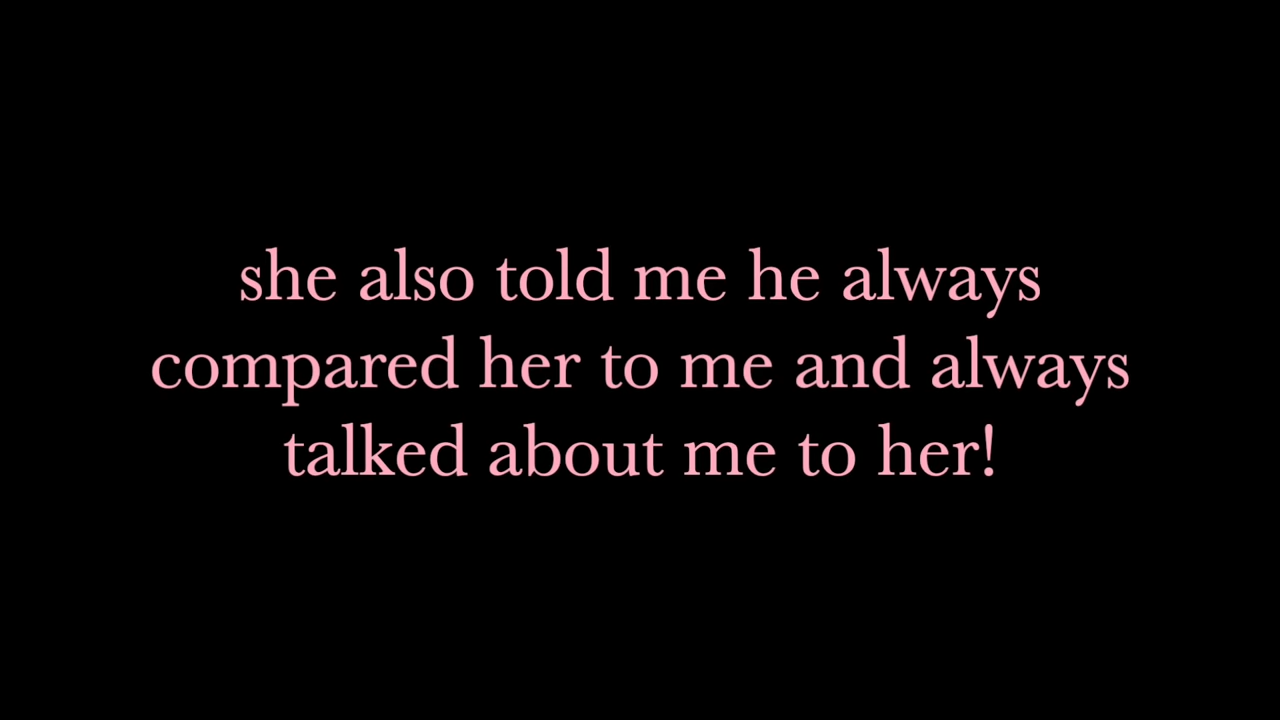 she also told me he always
compared her to me and always
talked about me to her!